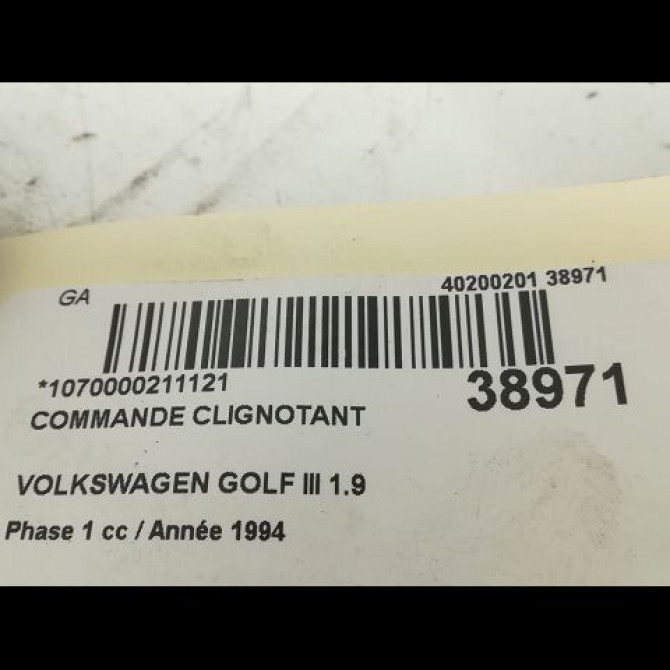 GA
40200201 38971
*1070000211121
38971
COMMANDE CLIGNOTANT
VOLKSWAGEN GOLF III 1.9
Phase 1 cc / Année 1994